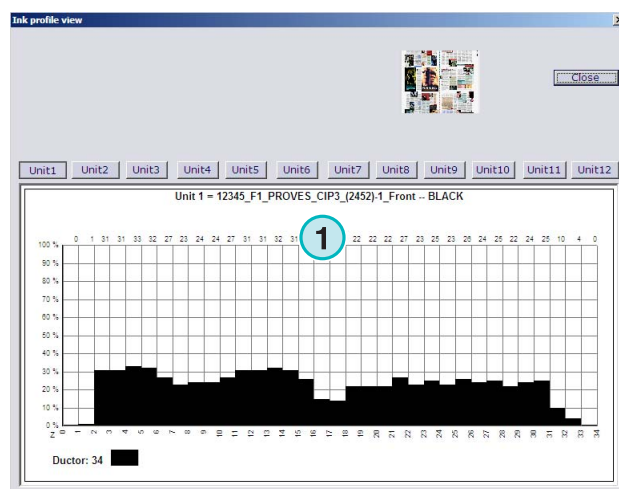 Ink profile view
Close
Unit1 Unit2 Unit3 Unit4 Unit5 Unit6 Unit7 Unit8 Unit9 Unit10 Unit11 Unit12
Unit 1 = 12345_F1_PROVES_CIP3_(2452)-1_Front -- BLACK
0 1 31 31 33 32 27 23 24 24 27 31 31 32 31 1 22 22 22 27 23 25 23 26 24 25 22 24 25 10 4 0
100 %
90 %
80 %
70 %
60 %
50 %
40 %
30 %
20 %
10 %
0 %
Z 0 1 2 3 4 5 6 7 8 9 10 11 12 13 14 15 16 17 18 19 20 21 22 23 24 25 26 27 28 29 30 31 32 33 34
Ductor: 34